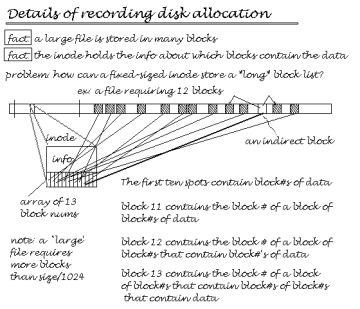 Details of recording disk allocation
fact: a large file is stored in many blocks
fact: the inode holds the info about which blocks contain the data
problem: how can a fixed-sized inode store a "long" block list?
ex: a file requiring 12 blocks
inode
info
an indirect block
array of 13
block nums
The first ten spots contain block#s of data
block 11 contains the block # of a block of
block#s of data
note: a "large'
file requires
more blocks
than size/1024
block 12 contains the block # of a block of
block#s that contain block#'s of data
block 13 contains the block # of a block
of block#s that contain block#s of block#s
that contain data